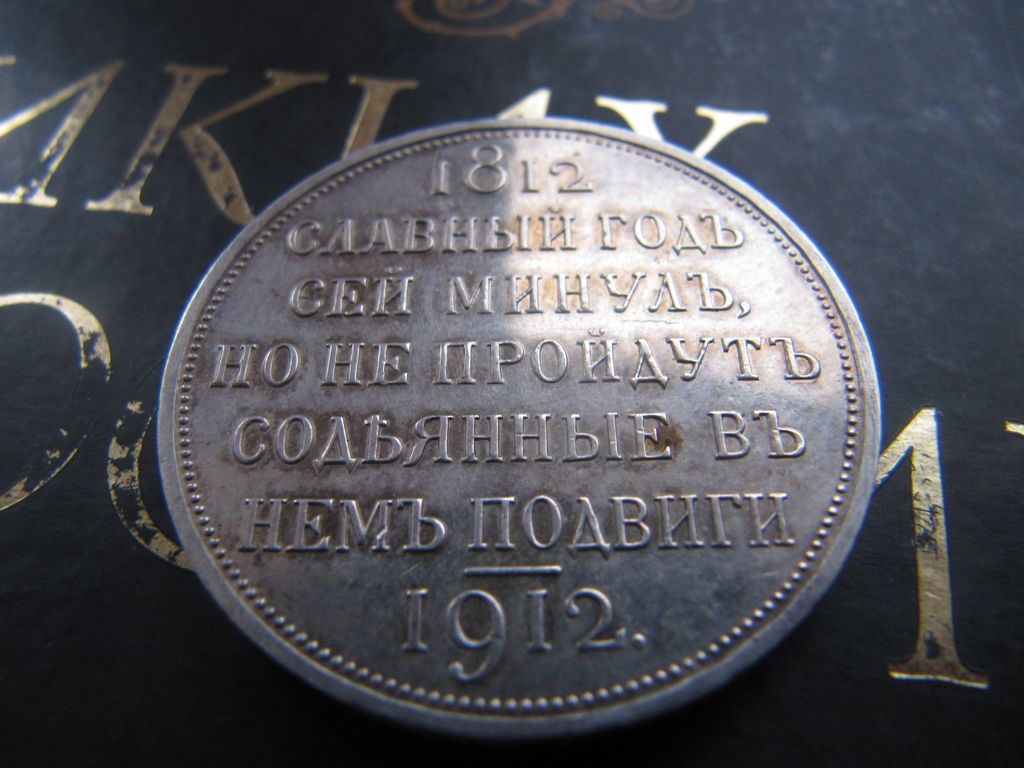 1812
СЛАВНЫЙ ГОДЪ
СЕЙ МИНУЛЪ,
НО НЕ ПРОЙДУТЪ
СОДѢЯННЫЕ ВЪ
НЕМЪ ПОДВИГИ
1912.